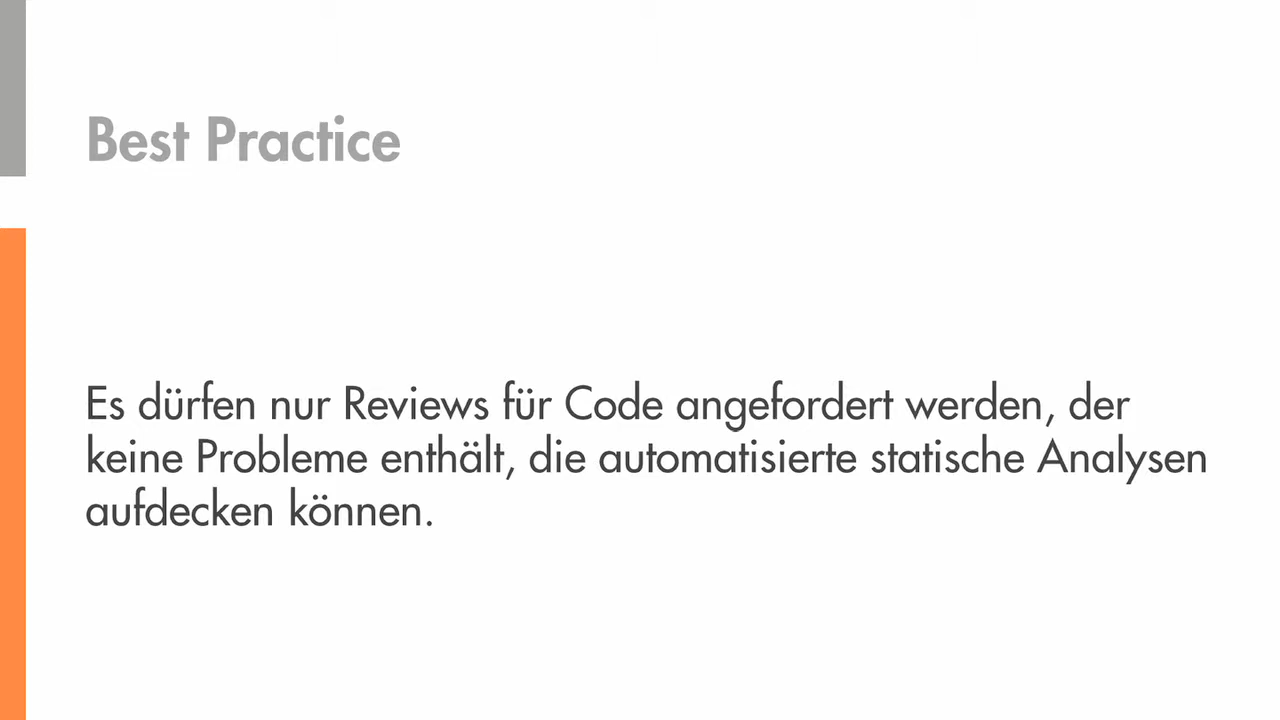 Best Practice
Es dürfen nur Reviews für Code angefordert werden, der
keine Probleme enthält, die automatisierte statische Analysen
aufdecken können.